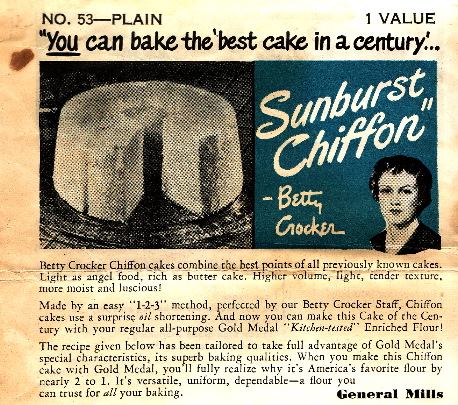 NO. 53—PLAIN 1 VALUE
"You can bake the 'best cake in a century'...
Sunburst
Chiffon"
- Betty
Crocker
Betty Crocker Chiffon cakes combine the best points of all previously known cakes.
Light as angel food, rich as butter cake. Higher volume, light, tender texture,
more moist and luscious!
Made by an easy "1-2-3" method, perfected by our Betty Crocker Staff, Chiffon
cakes use a surprise oil shortening. And now you can make this Cake of the Cen-
tury with your regular all-purpose Gold Medal "Kitchen-tested" Enriched Flour!
The recipe given below has been tailored to take full advantage of Gold Medal's
special characteristics, its superb baking qualities. When you make this Chiffon
cake with Gold Medal, you'll fully realize why it's America's favorite flour by
nearly 2 to 1. It's versatile, uniform, dependable—a flour you
can trust for all your baking.
General Mills